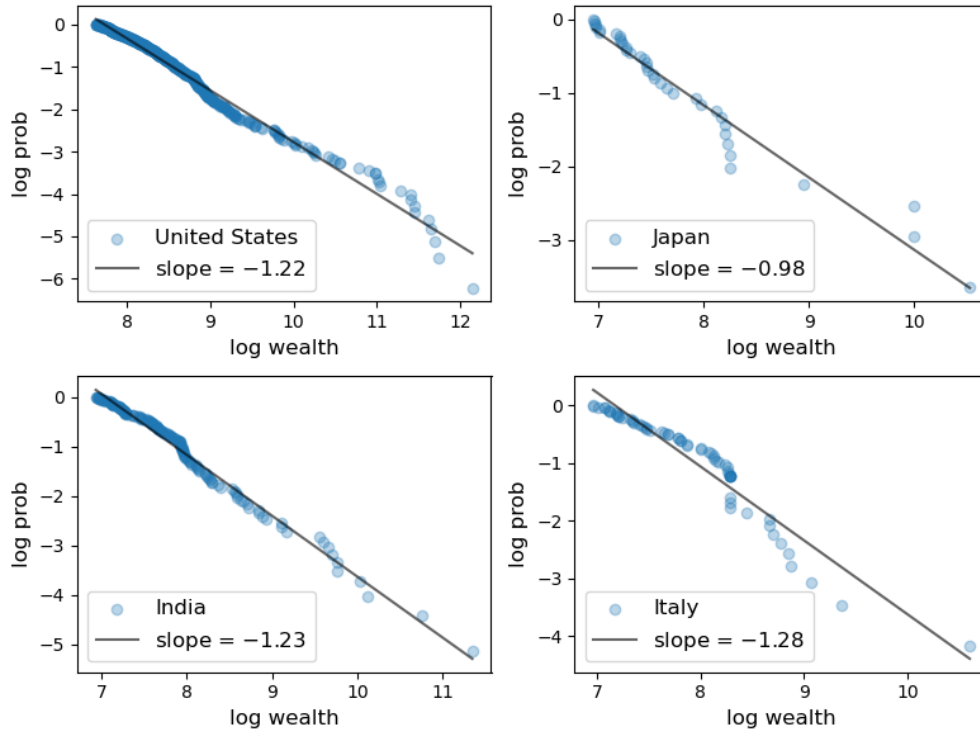 0
−1
−2
−3
−4
−5
−6
log prob
United States
slope = −1.22
8
9
10
11
12
log wealth
0
−1
−2
−3
log prob
Japan
slope = −0.98
7
8
9
10
log wealth
0
−1
−2
−3
−4
−5
log prob
India
slope = −1.23
7
8
9
10
11
log wealth
0
−1
−2
−3
−4
log prob
Italy
slope = −1.28
7
8
9
10
log wealth